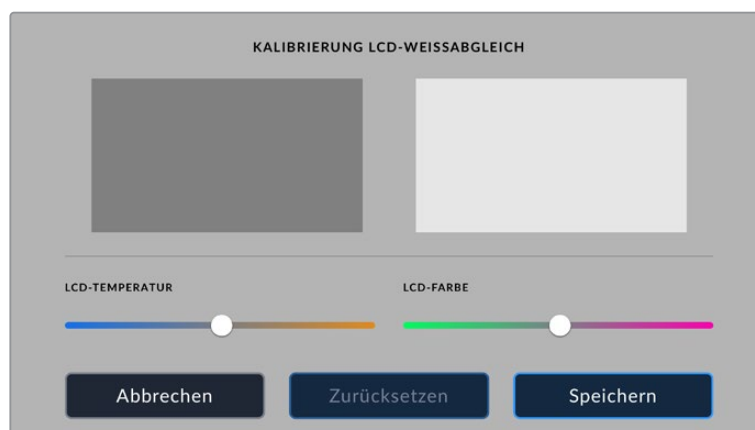 KALIBRIERUNG LCD-WEISSABGLEICH
LCD-TEMPERATUR
LCD-FARBE
Abbrechen
Zurücksetzen
Speichern